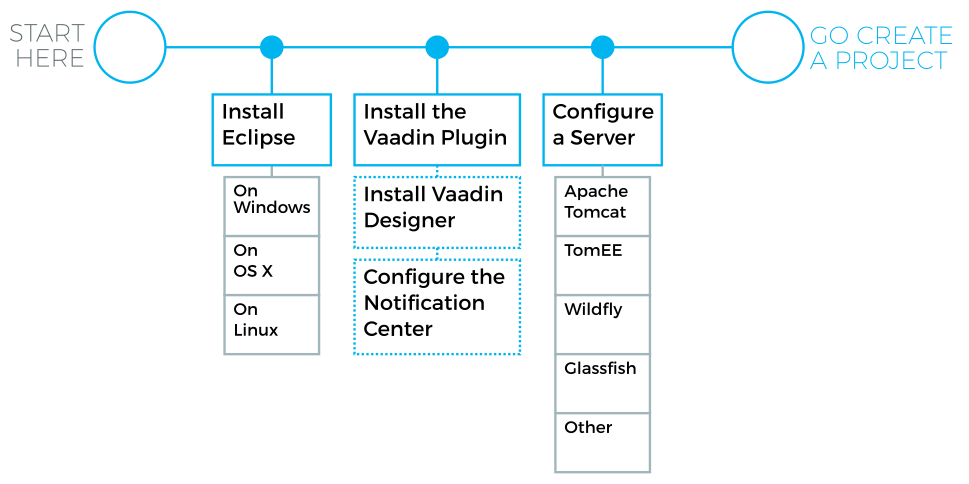 START
HERE
GO CREATE
A PROJECT
Install
Eclipse
On
Windows
On
OS X
On
Linux
Install the
Vaadin Plugin
Install Vaadin
Designer
Configure the
Notification
Center
Configure
a Server
Apache
Tomcat
TomEE
Wildfly
Glassfish
Other